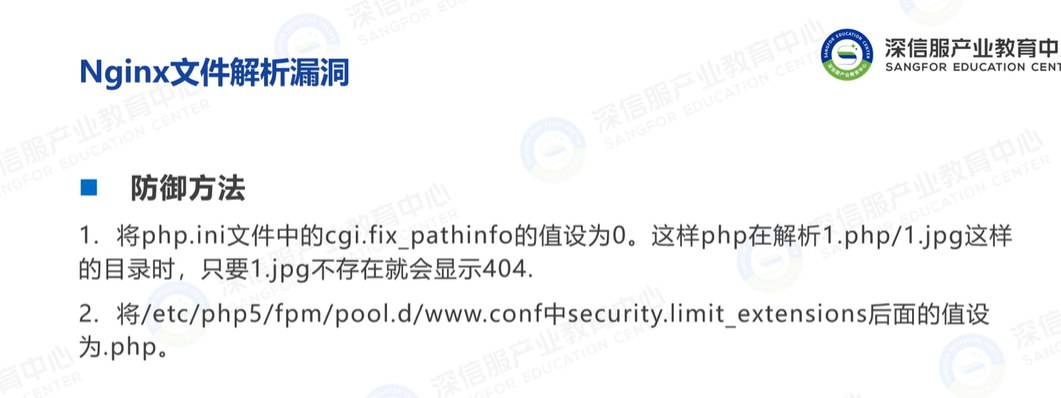 Nginx文件解析漏洞
深信服产业教育中
SANGFOR EDUCATION CENT
■ 防御方法
1. 将php.ini文件中的cgi.fix_pathinfo的值设为0。这样php在解析1.php/1.jpg这样
的目录时，只要1.jpg不存在就会显示404.
2. 将/etc/php5/fpm/pool.d/www.conf中security.limit_extensions后面的值设
为.php。